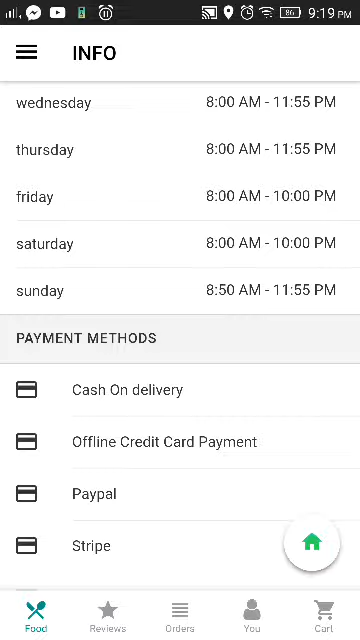 86 9:19 PM
INFO
wednesday 8:00 AM - 11:55 PM
thursday 8:00 AM - 11:55 PM
friday 8:00 AM - 10:00 PM
saturday 8:00 AM - 10:00 PM
sunday 8:50 AM - 11:55 PM
PAYMENT METHODS
Cash On delivery
Offline Credit Card Payment
Paypal
Stripe
Food Reviews Orders You Cart